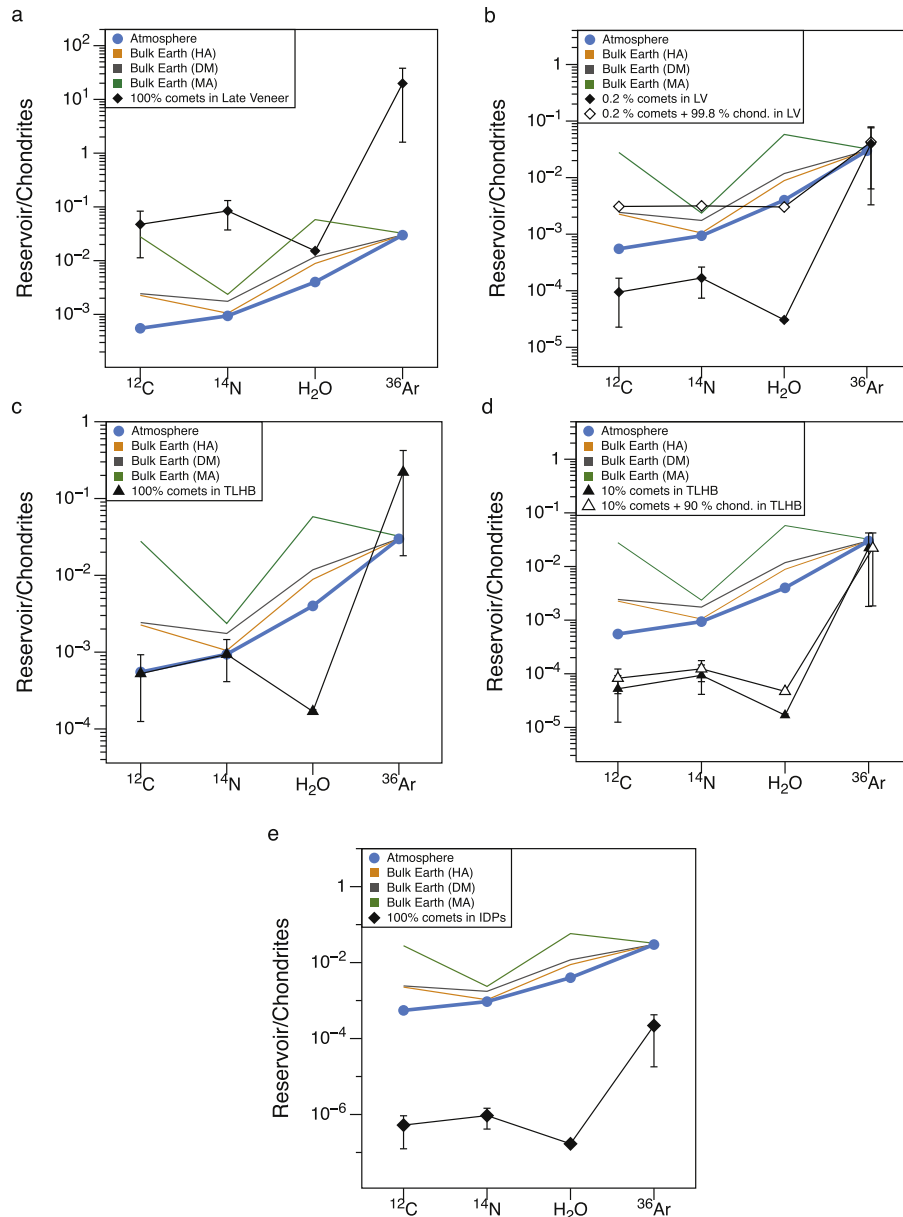 a
Reservoir/Chondrites
10²
10¹
1
10⁻¹
10⁻²
10⁻³
Atmosphere
Bulk Earth (HA)
Bulk Earth (DM)
Bulk Earth (MA)
100% comets in Late Veneer
¹²C ¹⁴N H₂O ³⁶Ar
b
Reservoir/Chondrites
1
10⁻¹
10⁻²
10⁻³
10⁻⁴
10⁻⁵
Atmosphere
Bulk Earth (HA)
Bulk Earth (DM)
Bulk Earth (MA)
0.2 % comets in LV
0.2 % comets + 99.8 % chond. in LV
¹²C ¹⁴N H₂O ³⁶Ar
c
Reservoir/Chondrites
1
10⁻¹
10⁻²
10⁻³
10⁻⁴
Atmosphere
Bulk Earth (HA)
Bulk Earth (DM)
Bulk Earth (MA)
100% comets in TLHB
¹²C ¹⁴N H₂O ³⁶Ar
d
Reservoir/Chondrites
1
10⁻¹
10⁻²
10⁻³
10⁻⁴
10⁻⁵
Atmosphere
Bulk Earth (HA)
Bulk Earth (DM)
Bulk Earth (MA)
10% comets in TLHB
10% comets + 90 % chond. in TLHB
¹²C ¹⁴N H₂O ³⁶Ar
e
Reservoir/Chondrites
1
10⁻²
10⁻⁴
10⁻⁶
Atmosphere
Bulk Earth (HA)
Bulk Earth (DM)
Bulk Earth (MA)
100% comets in IDPs
¹²C ¹⁴N H₂O ³⁶Ar